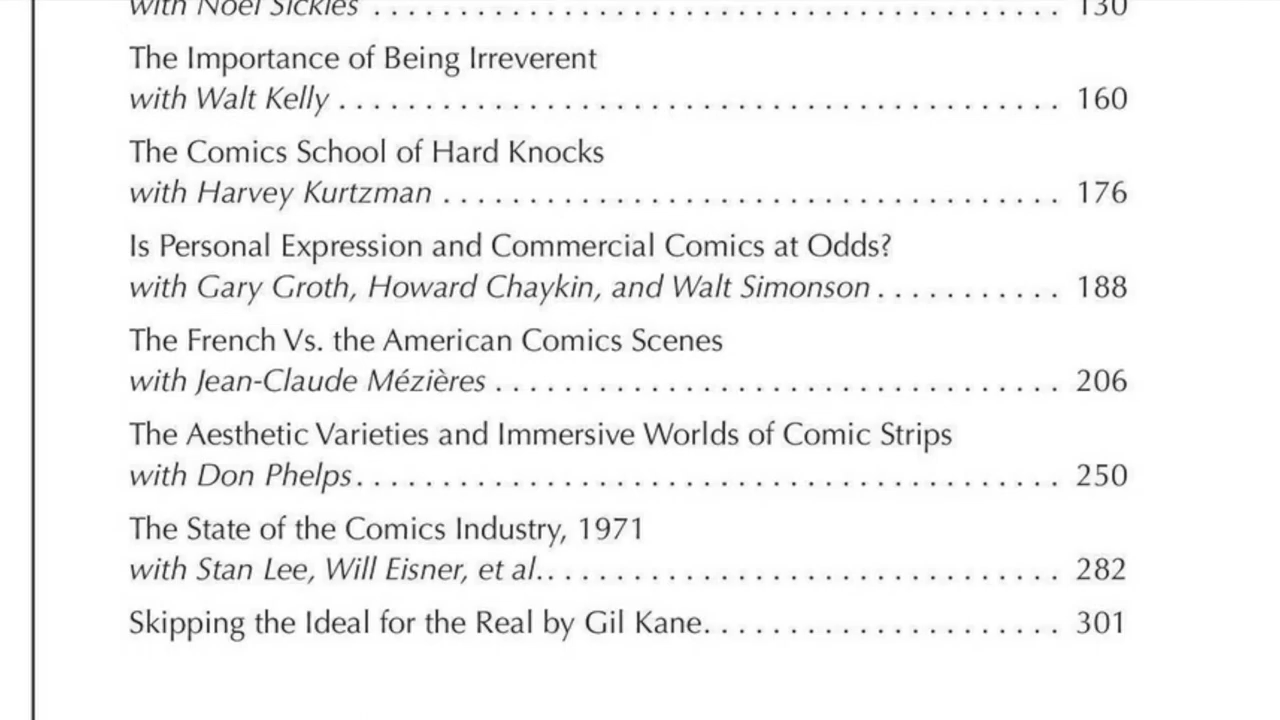 with Noel Sickles . . . . . . . . . . . . . . . . . . . . . . . . . . . . . . . . . . . . . . . . 130
The Importance of Being Irreverent
with Walt Kelly . . . . . . . . . . . . . . . . . . . . . . . . . . . . . . . . . . . . . . . . . . 160
The Comics School of Hard Knocks
with Harvey Kurtzman . . . . . . . . . . . . . . . . . . . . . . . . . . . . . . . . . . . . 176
Is Personal Expression and Commercial Comics at Odds?
with Gary Groth, Howard Chaykin, and Walt Simonson . . . . . . . . . . . 188
The French Vs. the American Comics Scenes
with Jean-Claude Mézières . . . . . . . . . . . . . . . . . . . . . . . . . . . . . . . . . 206
The Aesthetic Varieties and Immersive Worlds of Comic Strips
with Don Phelps . . . . . . . . . . . . . . . . . . . . . . . . . . . . . . . . . . . . . . . . . 250
The State of the Comics Industry, 1971
with Stan Lee, Will Eisner, et al. . . . . . . . . . . . . . . . . . . . . . . . . . . . . . . 282
Skipping the Ideal for the Real by Gil Kane. . . . . . . . . . . . . . . . . . . . . 301